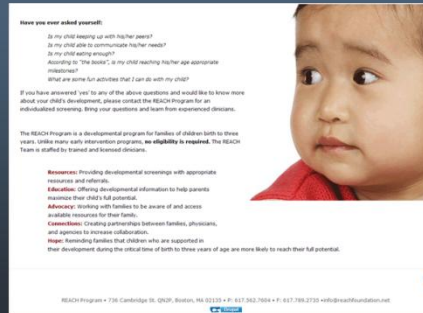 Have you ever asked yourself:
Is my child keeping up with his/her peers?
Is my child able to communicate his/her needs?
Is my child eating enough?
According to "the books", is my child reaching his/her age appropriate
milestones?
What are some fun activities that I can do with my child?
If you have answered 'yes' to any of the above questions and would like to know more
about your child's development, please contact the REACH Program for an
individualized screening. Bring your questions and learn from experienced clinicians.
The REACH Program is a developmental program for families of children birth to three
years. Unlike many early intervention programs, no eligibility is required. The REACH
Team is staffed by trained and licensed clinicians.
Resources: Providing developmental screenings with appropriate
resources and referrals.
Education: Offering developmental information to help parents
maximize their child's full potential.
Advocacy: Working with families to be aware of and access
available resources for their family.
Connections: Creating partnerships between families, physicians,
and agencies to increase collaboration.
Hope: Reminding families that children who are supported in
their development during the critical time of birth to three years of age are more likely to reach their full potential.
REACH Program • 736 Cambridge St. QN2P, Boston, MA 02135 • P: 617.562.7604 • F: 617.789.2733 •info@reachfoundation.net